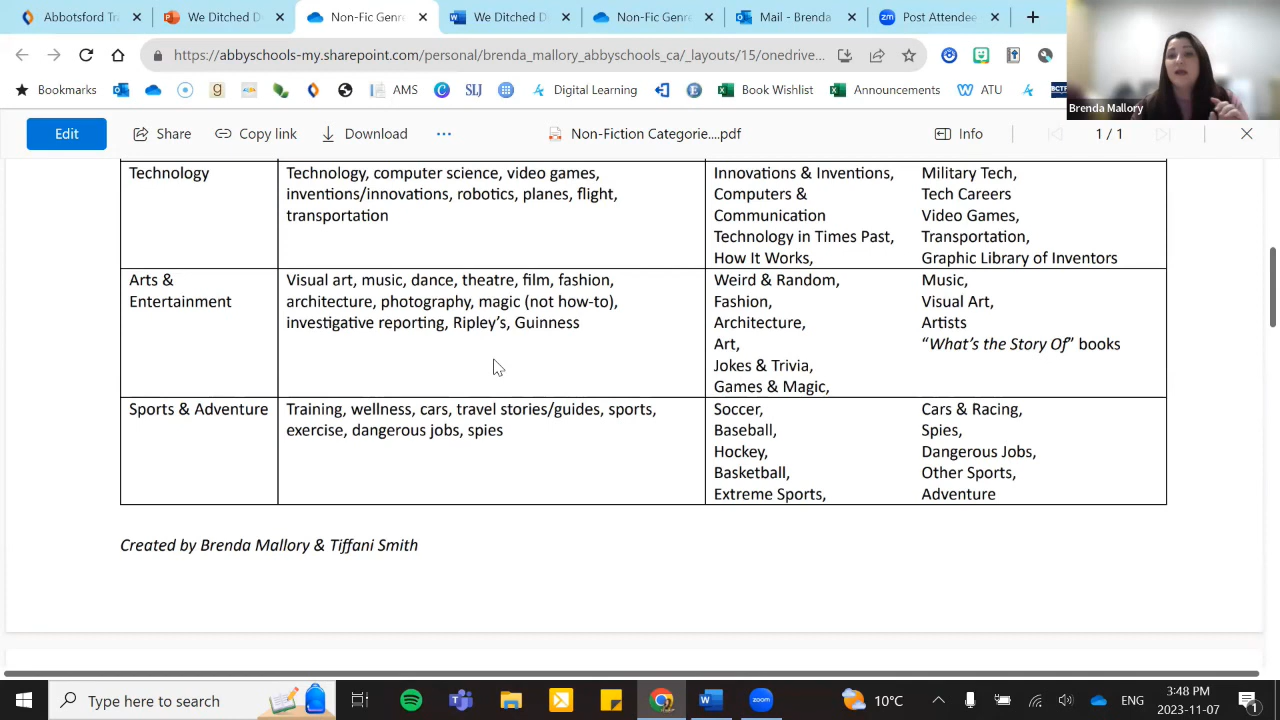 Abbotsford Tra
We Ditched D
Non-Fic Genre
We Ditched D
Non-Fic Genre
Mail - Brenda
Post Attendee
https://abbyschools-my.sharepoint.com/personal/brenda_mallory_abbyschools_ca/_layouts/15/onedrive...
Bookmarks
AMS
SLJ
Digital Learning
Book Wishlist
Announcements
ATU
BCTF
Brenda Mallory
Edit
Share
Copy link
Download
Non-Fiction Categorie....pdf
Info
1 / 1
Technology
Technology, computer science, video games,
inventions/innovations, robotics, planes, flight,
transportation
Innovations & Inventions,
Computers &
Communication
Technology in Times Past,
How It Works,
Military Tech,
Tech Careers
Video Games,
Transportation,
Graphic Library of Inventors
Arts &
Entertainment
Visual art, music, dance, theatre, film, fashion,
architecture, photography, magic (not how-to),
investigative reporting, Ripley's, Guinness
Weird & Random,
Fashion,
Architecture,
Art,
Jokes & Trivia,
Games & Magic,
Music,
Visual Art,
Artists
“What's the Story Of” books
Sports & Adventure
Training, wellness, cars, travel stories/guides, sports,
exercise, dangerous jobs, spies
Soccer,
Baseball,
Hockey,
Basketball,
Extreme Sports,
Cars & Racing,
Spies,
Dangerous Jobs,
Other Sports,
Adventure
Created by Brenda Mallory & Tiffani Smith
Type here to search
10°C
ENG
3:48 PM
2023-11-07
1